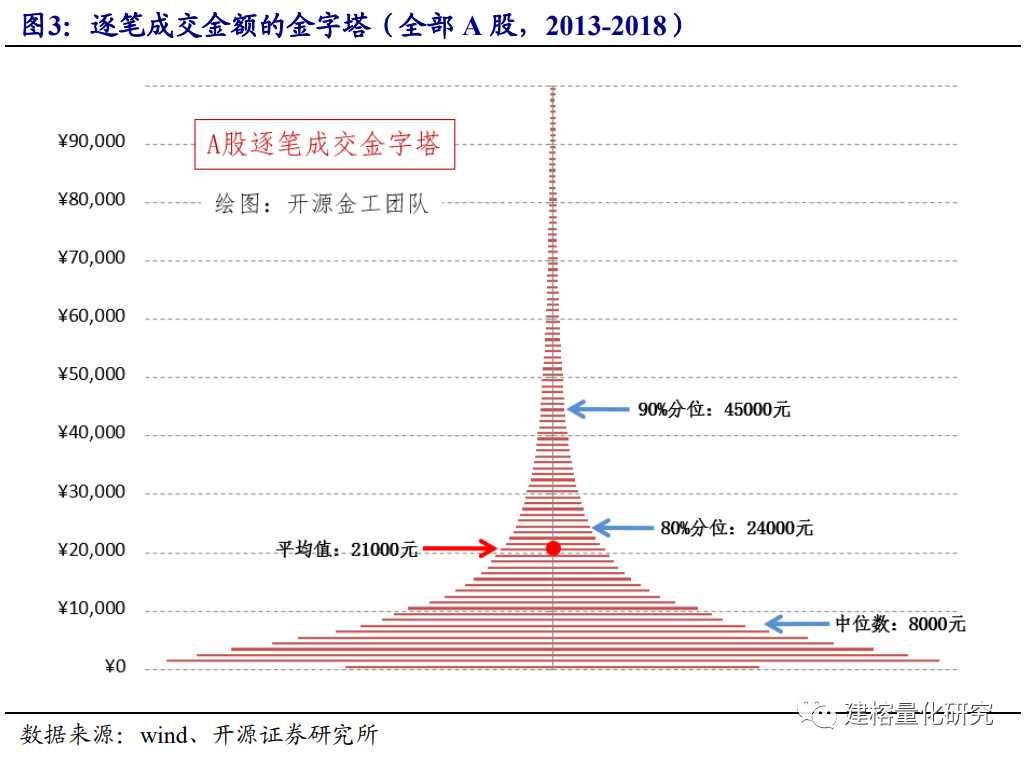 图3：逐笔成交金额的金字塔（全部 A 股，2013-2018）
¥90,000
A股逐笔成交金字塔
¥80,000
绘图：开源金工团队
¥70,000
¥60,000
¥50,000
90%分位：45000元
¥40,000
¥30,000
80%分位：24000元
¥20,000
平均值：21000元
¥10,000
中位数：8000元
¥0
建榕量化研究
数据来源：wind、开源证券研究所